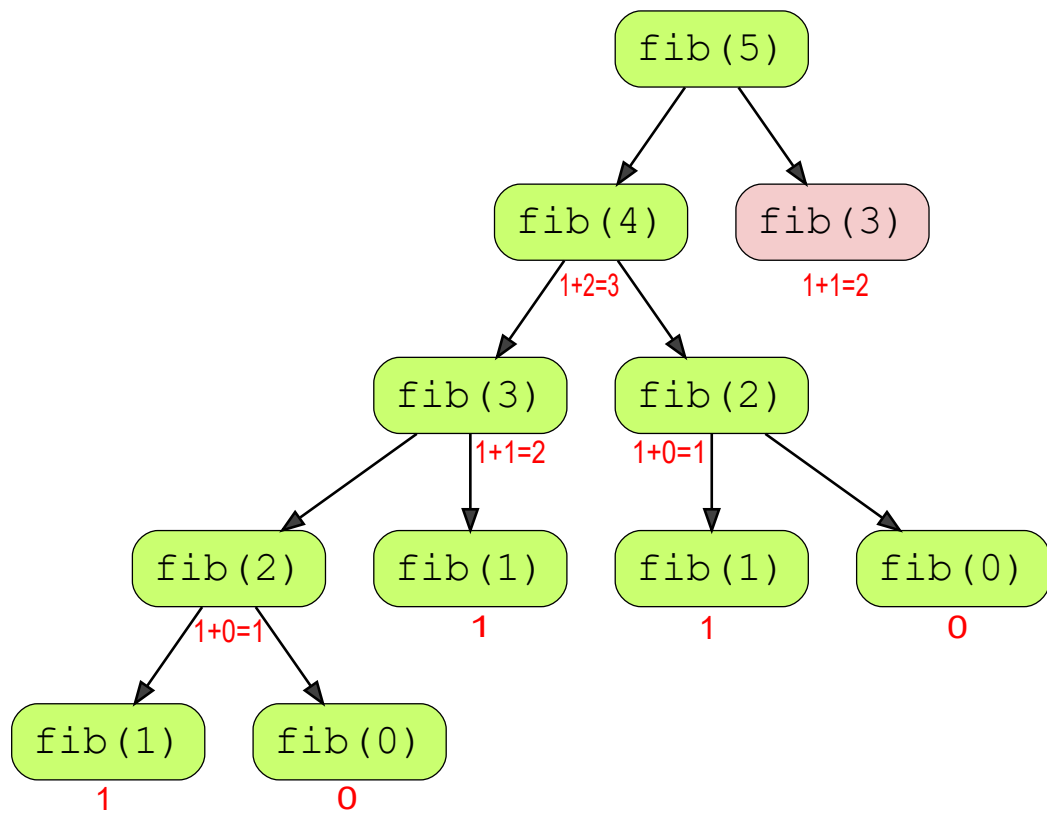 fib(5)
fib(4)
fib(3)
1+2=3
1+1=2
fib(3)
fib(2)
1+1=2
1+0=1
fib(2)
fib(1)
fib(1)
fib(0)
1+0=1
1
1
0
fib(1)
fib(0)
1
0